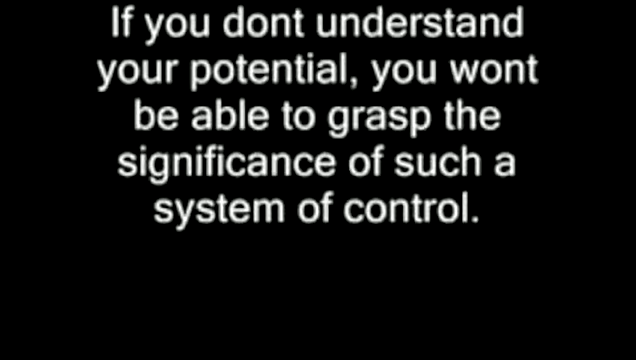 If you dont understand
your potential, you wont
be able to grasp the
significance of such a
system of control.